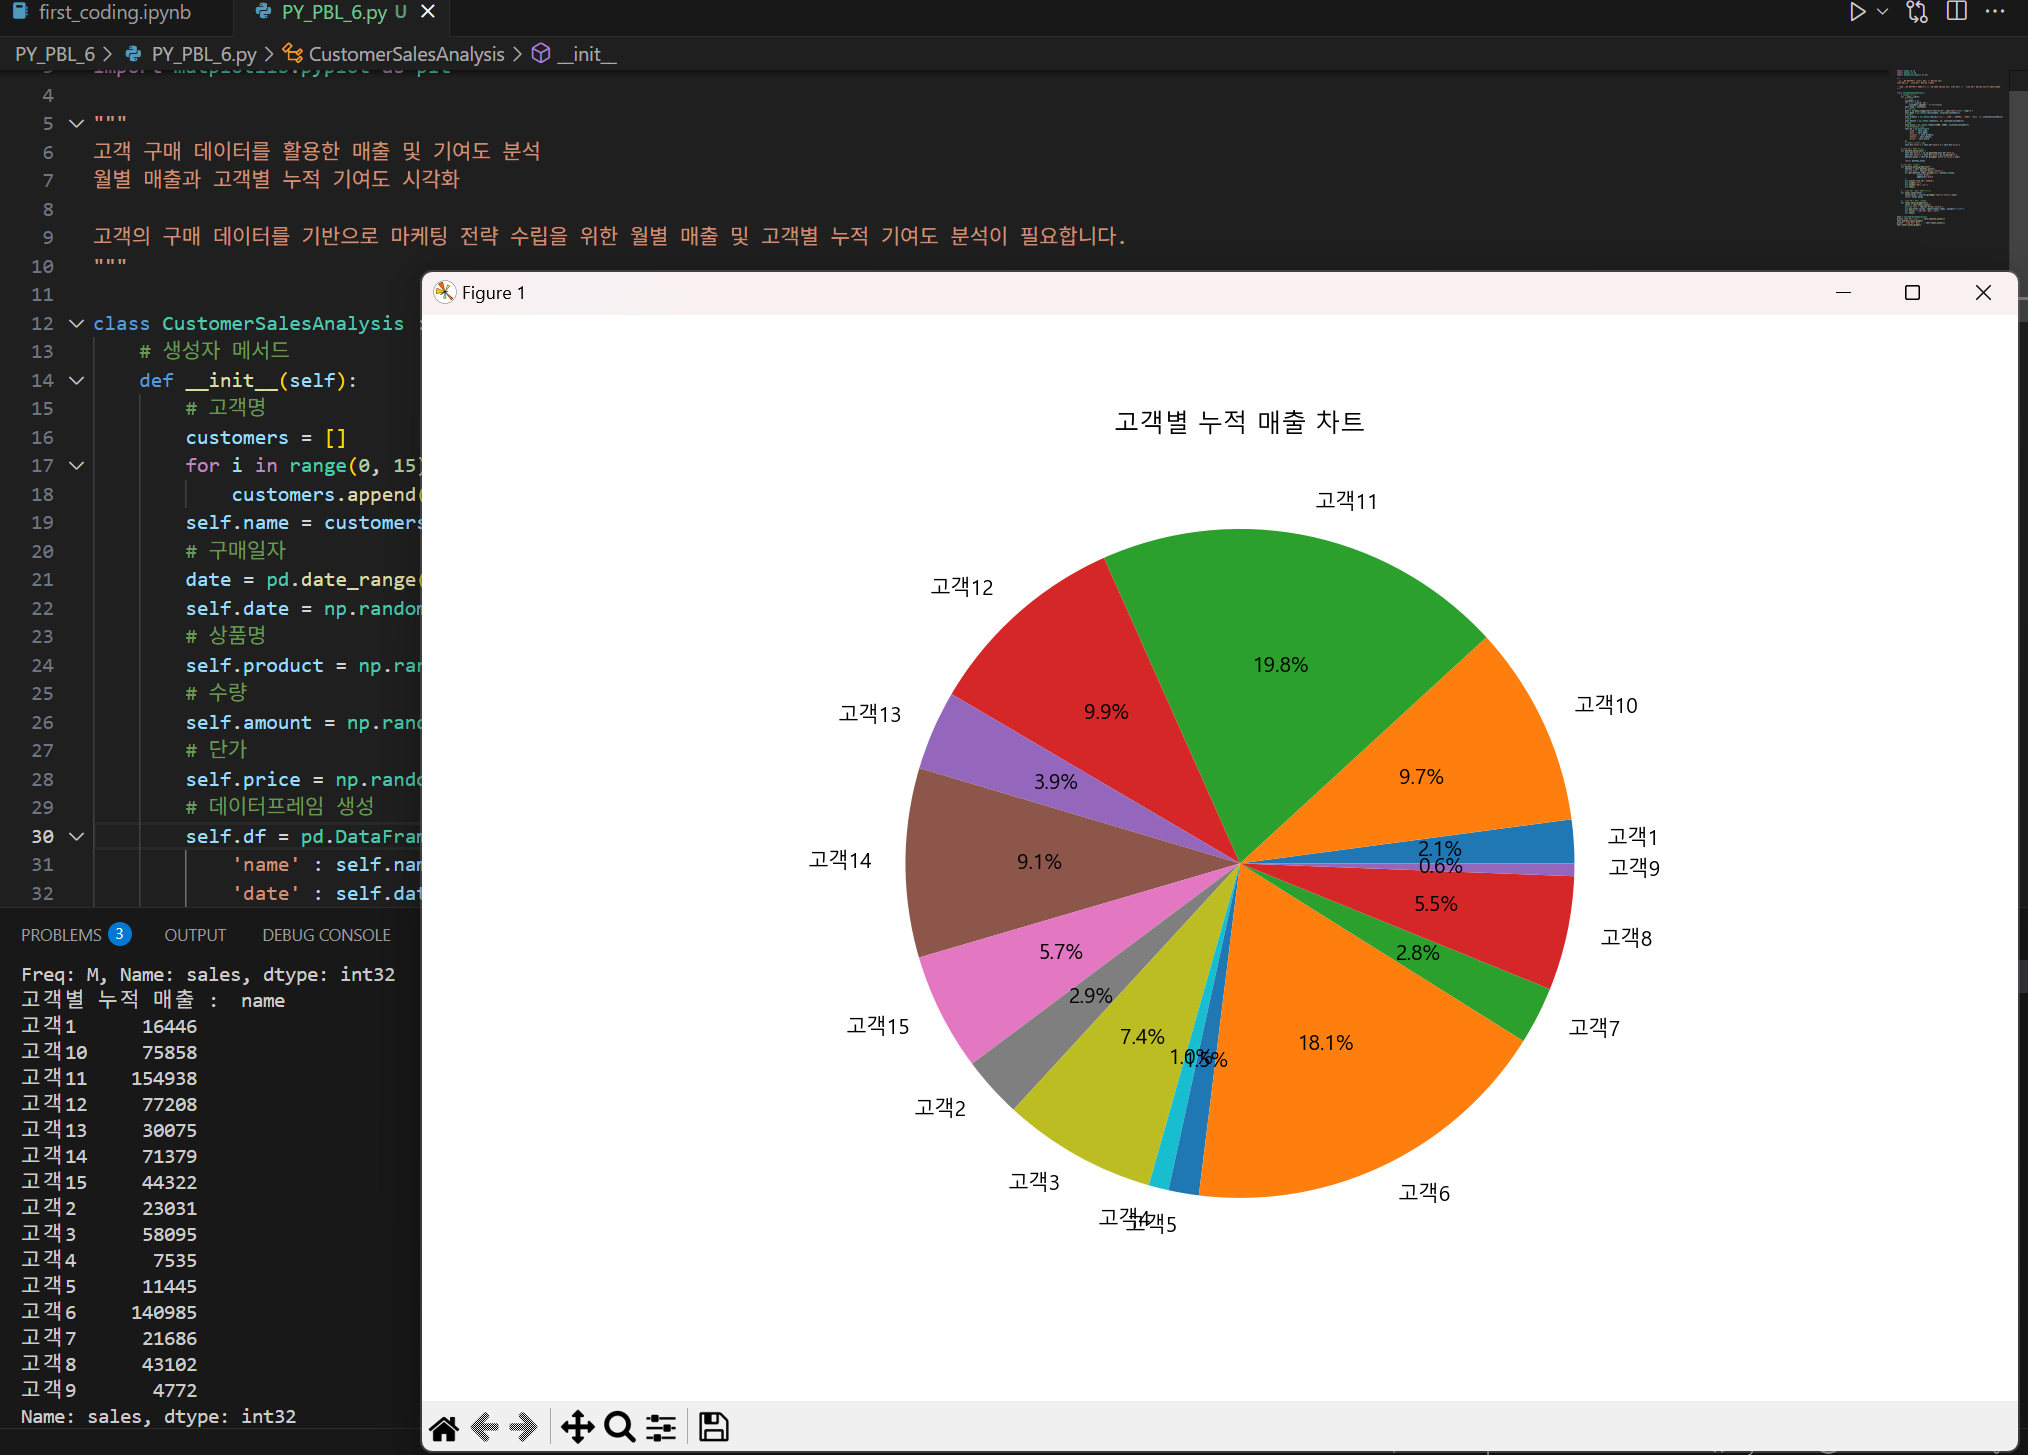 first_coding.ipynb
PY_PBL_6.py U
PY_PBL_6 > PY_PBL_6.py > CustomerSalesAnalysis > __init__
import matplotlib.pyplot as plt
4
5 """
6 고객 구매 데이터를 활용한 매출 및 기여도 분석
7 월별 매출과 고객별 누적 기여도 시각화
8
9 고객의 구매 데이터를 기반으로 마케팅 전략 수립을 위한 월별 매출 및 고객별 누적 기여도 분석이 필요합니다.
10 """
11
12 class CustomerSalesAnalysis :
13 # 생성자 메서드
14 def __init__(self):
15 # 고객명
16 customers = []
17 for i in range(0, 15)
18 customers.append(
19 self.name = customers
20 # 구매일자
21 date = pd.date_range(
22 self.date = np.random
23 # 상품명
24 self.product = np.ran
25 # 수량
26 self.amount = np.rand
27 # 단가
28 self.price = np.rando
29 # 데이터프레임 생성
30 self.df = pd.DataFram
31 'name' : self.nam
32 'date' : self.dat
PROBLEMS 3 OUTPUT DEBUG CONSOLE
Freq: M, Name: sales, dtype: int32
고객별 누적 매출 : name
고객1 16446
고객10 75858
고객11 154938
고객12 77208
고객13 30075
고객14 71379
고객15 44322
고객2 23031
고객3 58095
고객4 7535
고객5 11445
고객6 140985
고객7 21686
고객8 43102
고객9 4772
Name: sales, dtype: int32
Figure 1
고객별 누적 매출 차트
고객11
고객12
19.8%
고객10
고객13
9.9%
9.7%
3.9%
고객1
2.1%
고객14
9.1%
0.6%
고객9
5.5%
고객8
5.7%
2.8%
2.9%
고객15
고객7
7.4%
18.1%
1.0%
1.5%
고객2
고객3
고객6
고객4
고객5